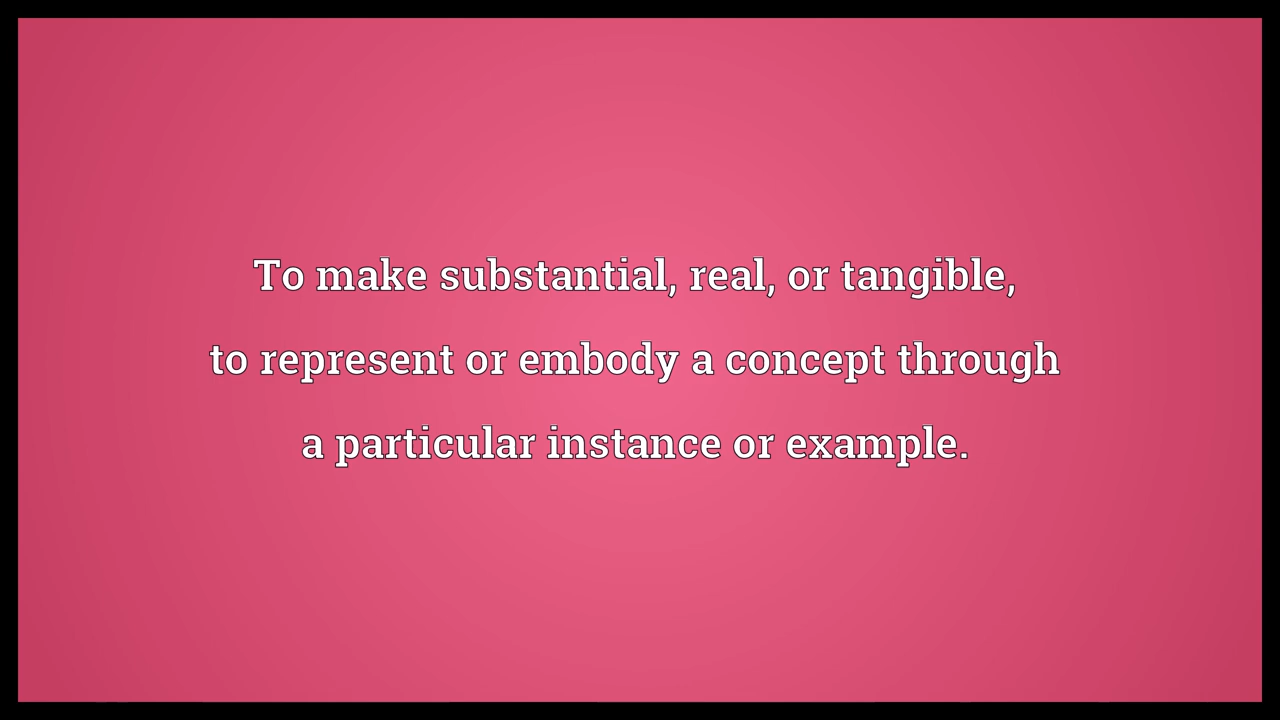 To make substantial, real, or tangible,
to represent or embody a concept through
a particular instance or example.